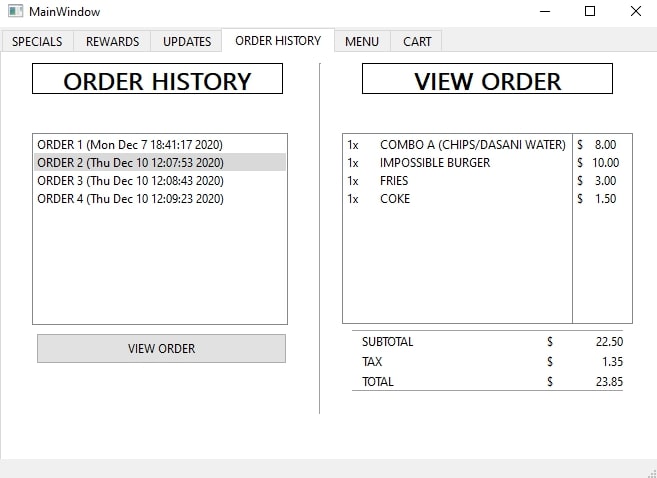 MainWindow
SPECIALS REWARDS UPDATES ORDER HISTORY MENU CART
ORDER HISTORY
ORDER 1 (Mon Dec 7 18:41:17 2020)
ORDER 2 (Thu Dec 10 12:07:53 2020)
ORDER 3 (Thu Dec 10 12:08:43 2020)
ORDER 4 (Thu Dec 10 12:09:23 2020)
VIEW ORDER
VIEW ORDER
1x COMBO A (CHIPS/DASANI WATER) $ 8.00
1x IMPOSSIBLE BURGER $ 10.00
1x FRIES $ 3.00
1x COKE $ 1.50
SUBTOTAL $ 22.50
TAX $ 1.35
TOTAL $ 23.85